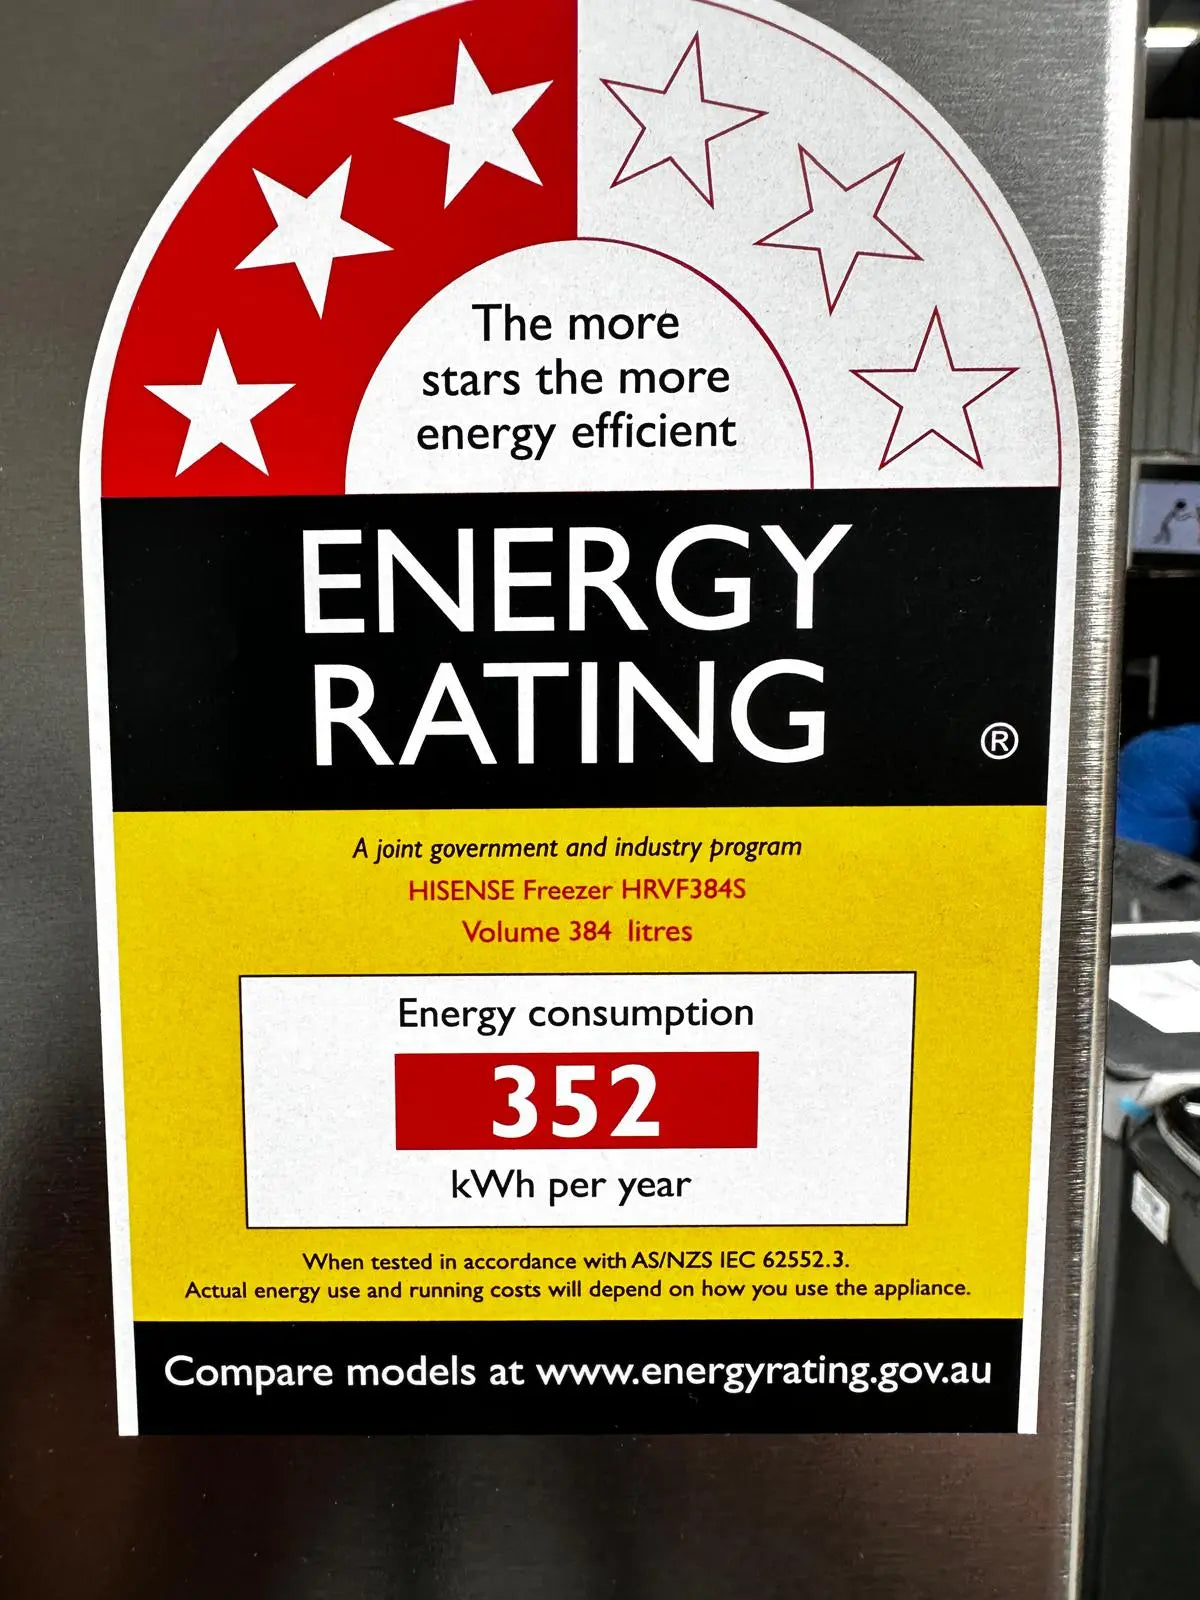 The more
stars the more
energy efficient
ENERGY
RATING
®
A joint government and industry program
HISENSE Freezer HRVF384S
Volume 384 litres
Energy consumption
352
kWh per year
When tested in accordance with AS/NZS IEC 62552.3.
Actual energy use and running costs will depend on how you use the appliance.
Compare models at www.energyrating.gov.au